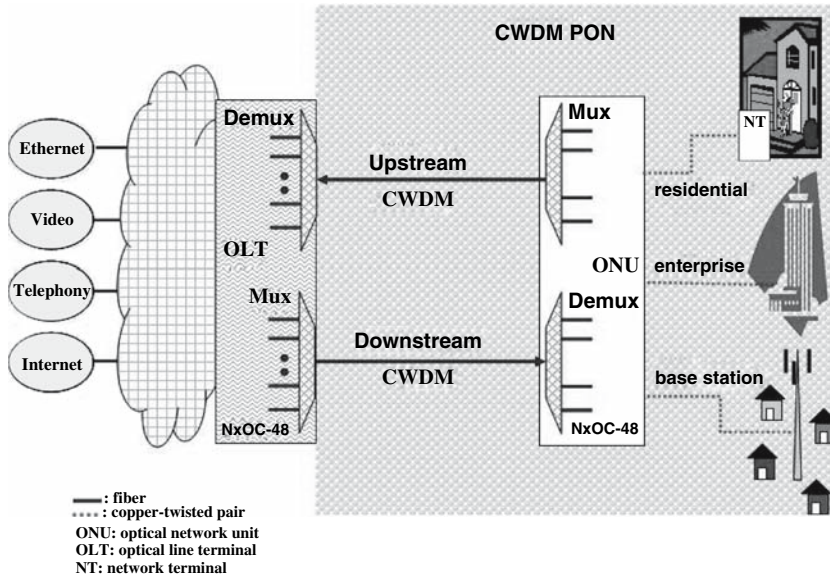 CWDM PON
Demux
Mux
NT
Ethernet
Upstream
CWDM
residential
Video
OLT
ONU
enterprise
Telephony
Mux
Demux
Downstream
CWDM
Internet
base station
NxOC-48
NxOC-48
: fiber
: copper-twisted pair
ONU: optical network unit
OLT: optical line terminal
NT: network terminal